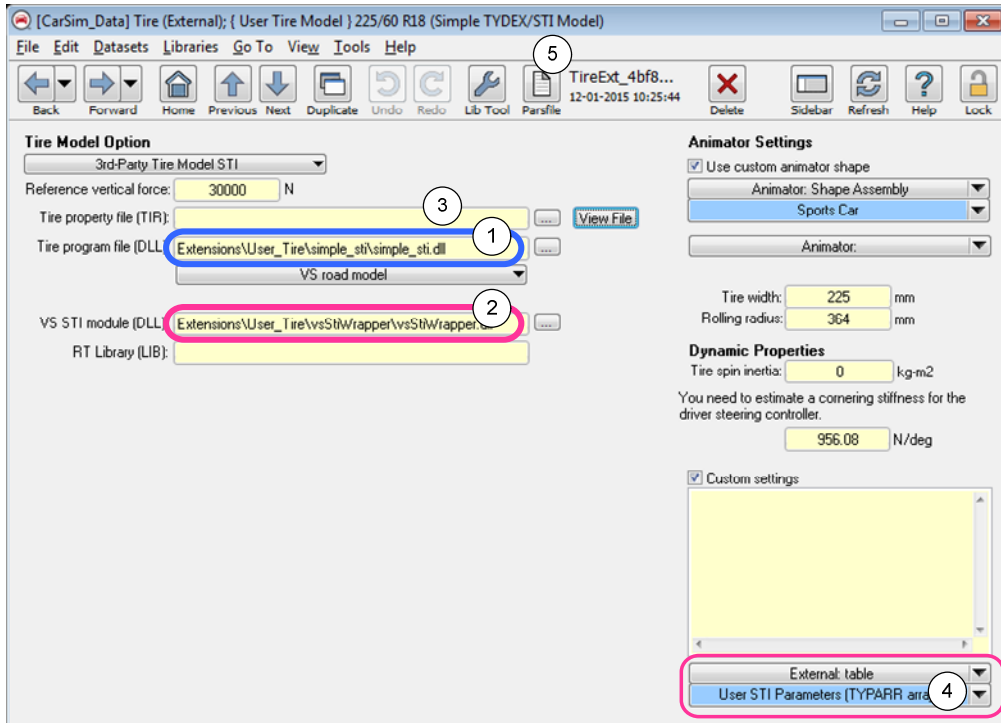 [CarSim_Data] Tire (External); { User Tire Model } 225/60 R18 (Simple TYDEX/STI Model)
File Edit Datasets Libraries Go To View Tools Help
5
TireExt_4bf8...
12-01-2015 10:25:44
Back Forward Home Previous Next Duplicate Undo Redo Lib Tool Parsfile Delete Sidebar Refresh Help Lock
Tire Model Option
3rd-Party Tire Model STI
Reference vertical force: 30000 N
Tire property file (TIR): 3 ... View File
Tire program file (DLL Extensions\User_Tire\simple_sti\simple_sti.dll 1 ...
VS road model
VS STI module (DLL) Extensions\User_Tire\vsStiWrapper\vsStiWrapper. 2 ...
RT Library (LIB):
Animator Settings
Use custom animator shape
Animator: Shape Assembly
Sports Car
Animator:
Tire width: 225 mm
Rolling radius: 364 mm
Dynamic Properties
Tire spin inertia: 0 kg-m2
You need to estimate a cornering stiffness for the
driver steering controller.
956.08 N/deg
Custom settings
External: table
User STI Parameters (TYPARR arra 4